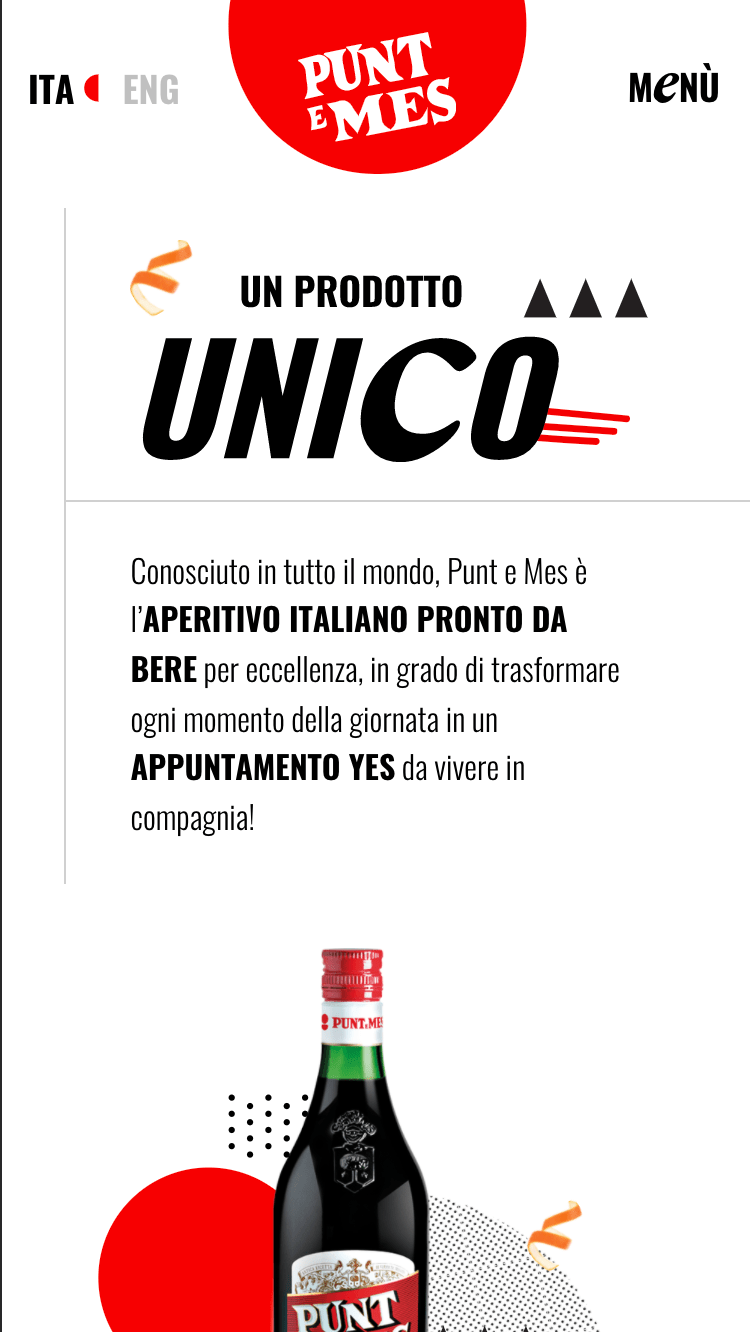 ITA ENG
PUNT
E MES
MeNÙ
UN PRODOTTO
UNICO
Conosciuto in tutto il mondo, Punt e Mes è
l’APERITIVO ITALIANO PRONTO DA
BERE per eccellenza, in grado di trasformare
ogni momento della giornata in un
APPUNTAMENTO YES da vivere in
compagnia!
PUNT E MES
PUNT